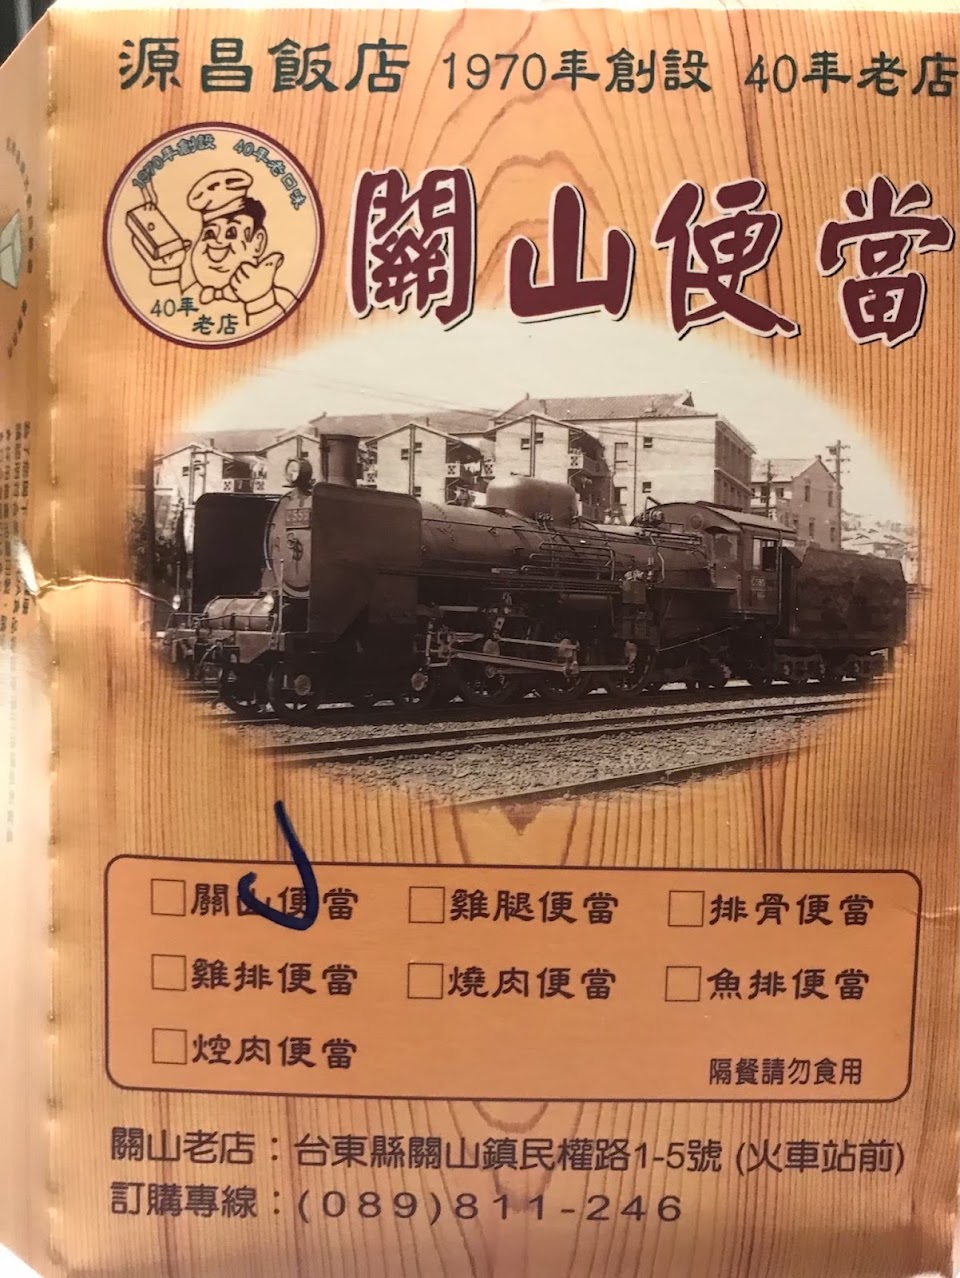 源昌飯店 1970年創設 40年老店
1970年創設 40年老口味
40年
老店
關山便當
□關山便當 □雞腿便當 □排骨便當
□雞排便當 □燒肉便當 □魚排便當
□焢肉便當 隔餐請勿食用
關山老店：台東縣關山鎮民權路1-5號 (火車站前)
訂購專線：(089)811-246